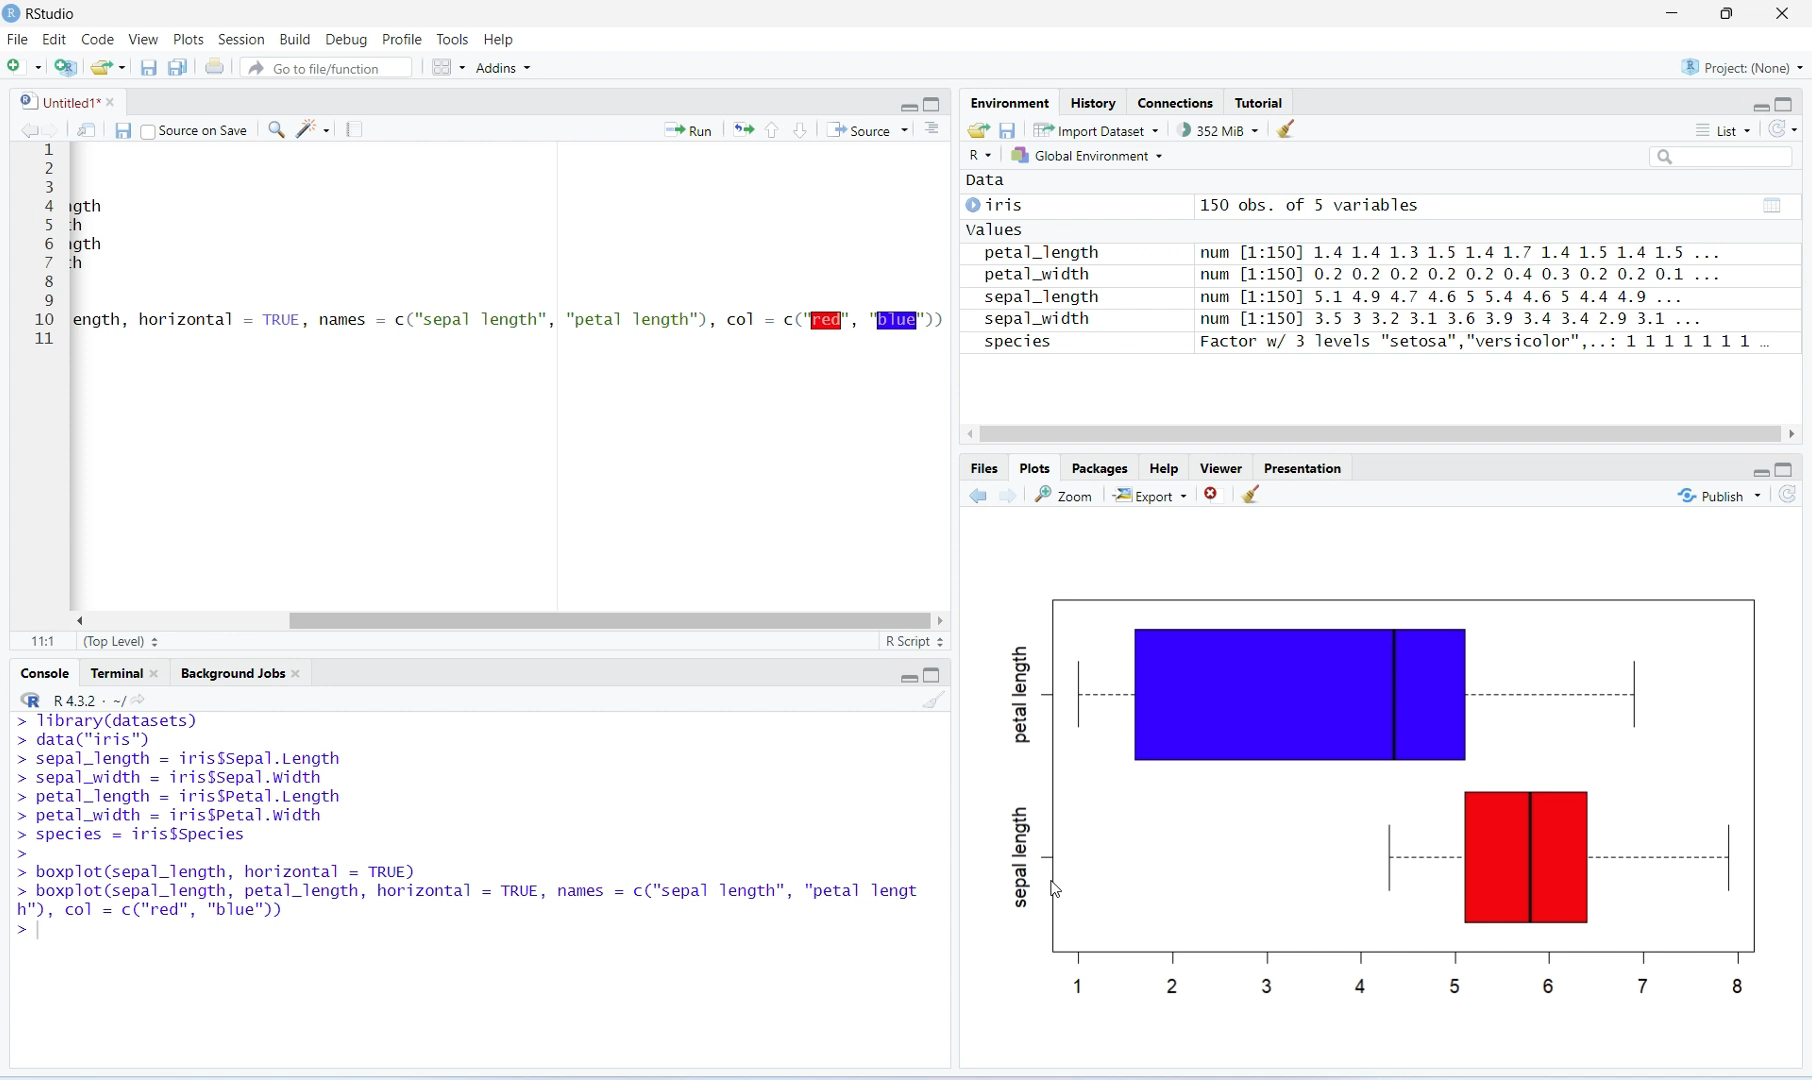 RStudio
File Edit Code View Plots Session Build Debug Profile Tools Help
Go to file/function Addins Project: (None)
Untitled1*
Source on Save Run Source
1
2
3
4 gth
5 th
6 gth
7 th
8
9
10 ength, horizontal = TRUE, names = c("sepal length", "petal length"), col = c("red", "blue"))
11
11:1 (Top Level) R Script
Console Terminal Background Jobs
R 4.3.2 · ~/
> library(datasets)
> data("iris")
> sepal_length = iris$Sepal.Length
> sepal_width = iris$Sepal.Width
> petal_length = iris$Petal.Length
> petal_width = iris$Petal.Width
> species = iris$Species
>
> boxplot(sepal_length, horizontal = TRUE)
> boxplot(sepal_length, petal_length, horizontal = TRUE, names = c("sepal length", "petal lengt
h"), col = c("red", "blue"))
>
Environment History Connections Tutorial
Import Dataset 352 MiB List
R Global Environment
Data
iris 150 obs. of 5 variables
Values
petal_length num [1:150] 1.4 1.4 1.3 1.5 1.4 1.7 1.4 1.5 1.4 1.5 ...
petal_width num [1:150] 0.2 0.2 0.2 0.2 0.2 0.4 0.3 0.2 0.2 0.1 ...
sepal_length num [1:150] 5.1 4.9 4.7 4.6 5 5.4 4.6 5 4.4 4.9 ...
sepal_width num [1:150] 3.5 3 3.2 3.1 3.6 3.9 3.4 3.4 2.9 3.1 ...
species Factor w/ 3 levels "setosa","versicolor",..: 1 1 1 1 1 1 1 …
Files Plots Packages Help Viewer Presentation
Zoom Export Publish
petal length
sepal length
1 2 3 4 5 6 7 8